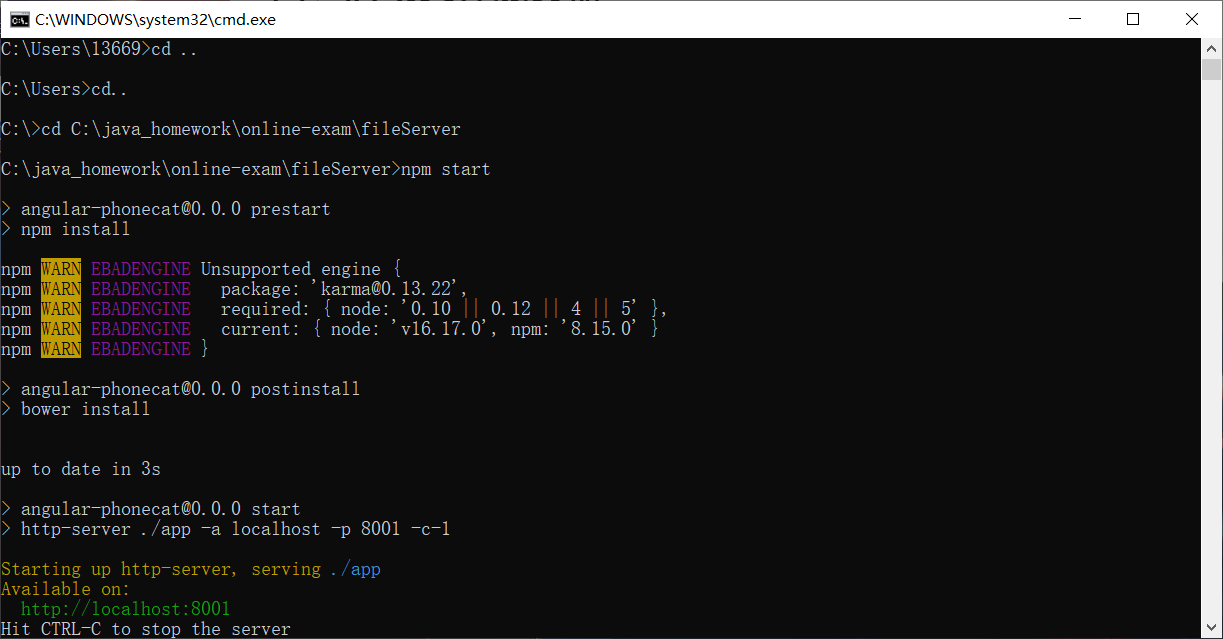 C:\WINDOWS\system32\cmd.exe
C:\Users\13669>cd ..
C:\Users>cd..
C:\>cd C:\java_homework\online-exam\fileServer
C:\java_homework\online-exam\fileServer>npm start
> angular-phonecat@0.0.0 prestart
> npm install
npm WARN EBADENGINE Unsupported engine {
npm WARN EBADENGINE   package: 'karma@0.13.22',
npm WARN EBADENGINE   required: { node: '0.10 || 0.12 || 4 || 5' },
npm WARN EBADENGINE   current: { node: 'v16.17.0', npm: '8.15.0' }
npm WARN EBADENGINE }
> angular-phonecat@0.0.0 postinstall
> bower install
up to date in 3s
> angular-phonecat@0.0.0 start
> http-server ./app -a localhost -p 8001 -c-1
Starting up http-server, serving ./app
Available on:
  http://localhost:8001
Hit CTRL-C to stop the server